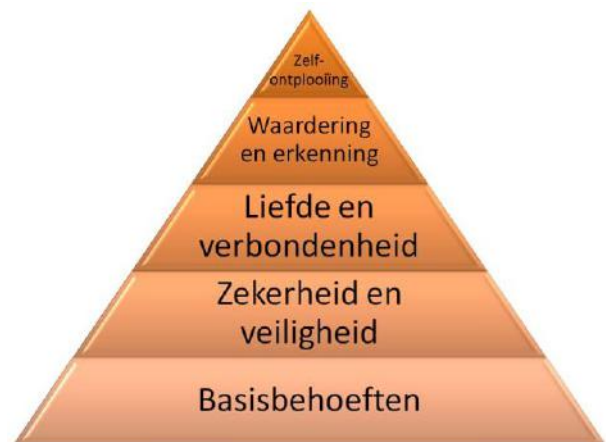 Zelf-
ontplooiing
Waardering
en erkenning
Liefde en
verbondenheid
Zekerheid en
veiligheid
Basisbehoeften